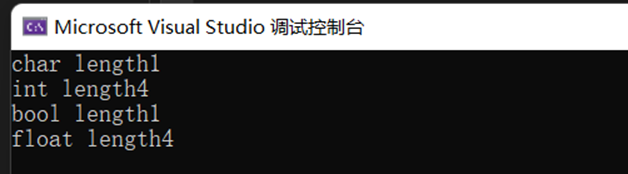 C:\
Microsoft Visual Studio 调试控制台
char length1
int length4
bool length1
float length4